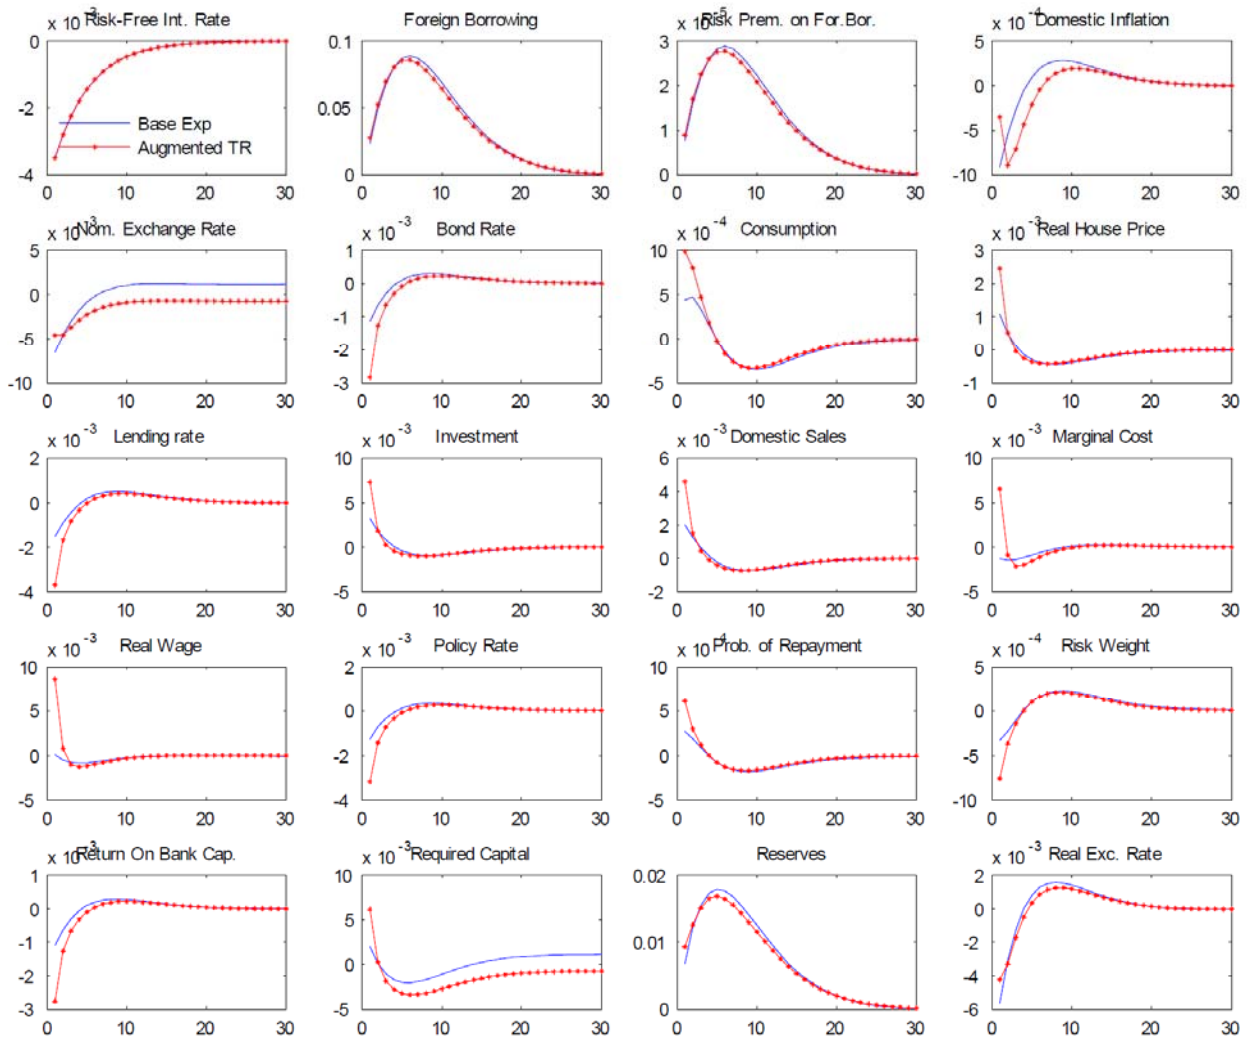 x 10 -3 Risk-Free Int. Rate
0
-2
-4
0 10 20 30
Base Exp
Augmented TR
Foreign Borrowing
0.1
0.05
0
0 10 20 30
Risk Prem. on For.Bor.
x 10 -5
3
2
1
0
0 10 20 30
Domestic Inflation
x 10 -4
5
0
-5
-10
0 10 20 30
Nom. Exchange Rate
x 10 -3
5
0
-5
-10
0 10 20 30
Bond Rate
x 10 -3
1
0
-1
-2
-3
0 10 20 30
Consumption
x 10 -4
10
5
0
-5
0 10 20 30
Real House Price
x 10 -3
3
2
1
0
-1
0 10 20 30
Lending rate
x 10 -3
2
0
-2
-4
0 10 20 30
Investment
x 10 -3
10
5
0
-5
0 10 20 30
Domestic Sales
x 10 -3
6
4
2
0
-2
0 10 20 30
Marginal Cost
x 10 -3
10
5
0
-5
0 10 20 30
Real Wage
x 10 -3
10
5
0
-5
0 10 20 30
Policy Rate
x 10 -3
2
0
-2
-4
0 10 20 30
Prob. of Repayment
x 10 -4
10
5
0
-5
0 10 20 30
Risk Weight
x 10 -4
5
0
-5
-10
0 10 20 30
Return On Bank Cap.
x 10 -3
1
0
-1
-2
-3
0 10 20 30
Required Capital
x 10 -3
10
5
0
-5
0 10 20 30
Reserves
0.02
0.01
0
0 10 20 30
Real Exc. Rate
x 10 -3
2
0
-2
-4
-6
0 10 20 30